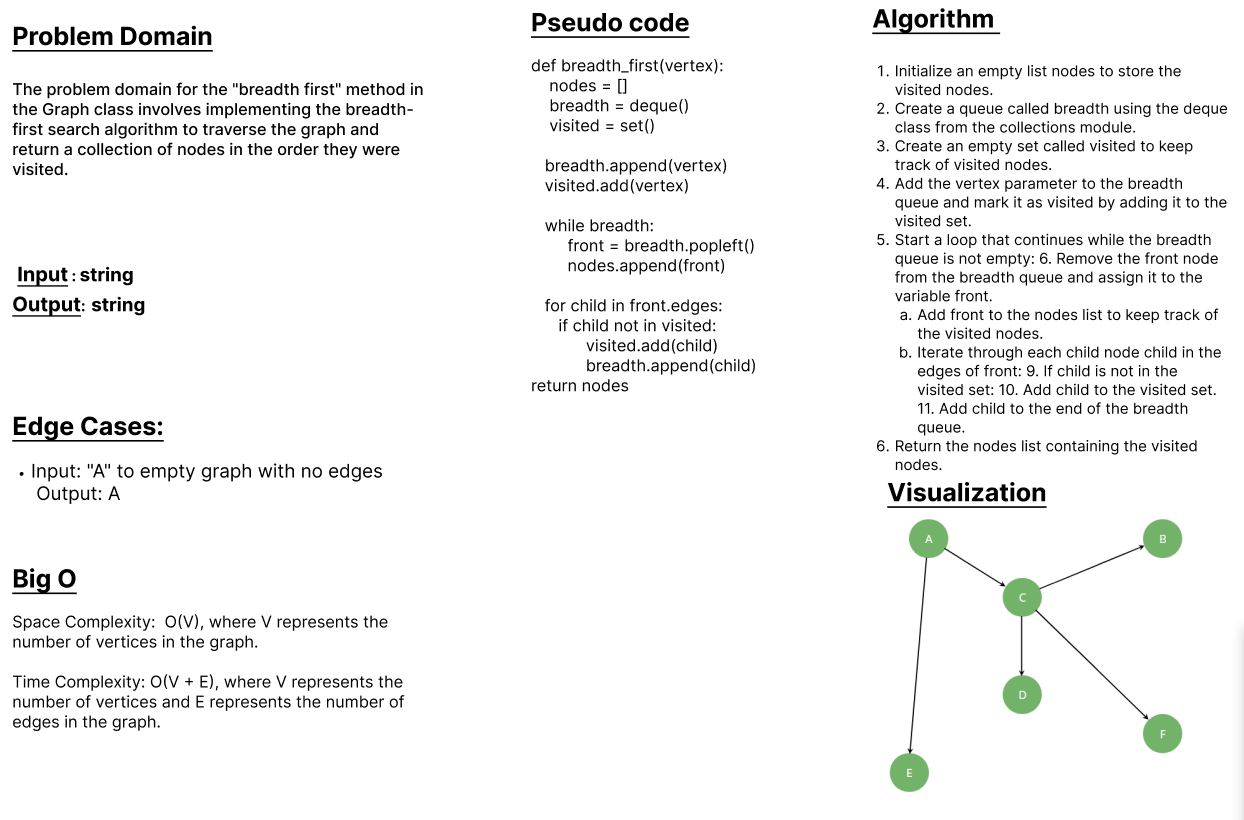 Problem Domain
The problem domain for the "breadth first" method in
the Graph class involves implementing the breadth-
first search algorithm to traverse the graph and
return a collection of nodes in the order they were
visited.
Input : string
Output: string
Edge Cases:
• Input: "A" to empty graph with no edges
Output: A
Big O
Space Complexity: O(V), where V represents the
number of vertices in the graph.
Time Complexity: O(V + E), where V represents the
number of vertices and E represents the number of
edges in the graph.
Pseudo code
def breadth_first(vertex):
nodes = []
breadth = deque()
visited = set()
breadth.append(vertex)
visited.add(vertex)
while breadth:
front = breadth.popleft()
nodes.append(front)
for child in front.edges:
if child not in visited:
visited.add(child)
breadth.append(child)
return nodes
Algorithm
1. Initialize an empty list nodes to store the
visited nodes.
2. Create a queue called breadth using the deque
class from the collections module.
3. Create an empty set called visited to keep
track of visited nodes.
4. Add the vertex parameter to the breadth
queue and mark it as visited by adding it to the
visited set.
5. Start a loop that continues while the breadth
queue is not empty: 6. Remove the front node
from the breadth queue and assign it to the
variable front.
a. Add front to the nodes list to keep track of
the visited nodes.
b. Iterate through each child node child in the
edges of front: 9. If child is not in the
visited set: 10. Add child to the visited set.
11. Add child to the end of the breadth
queue.
6. Return the nodes list containing the visited
nodes.
Visualization
A
B
C
D
F
E